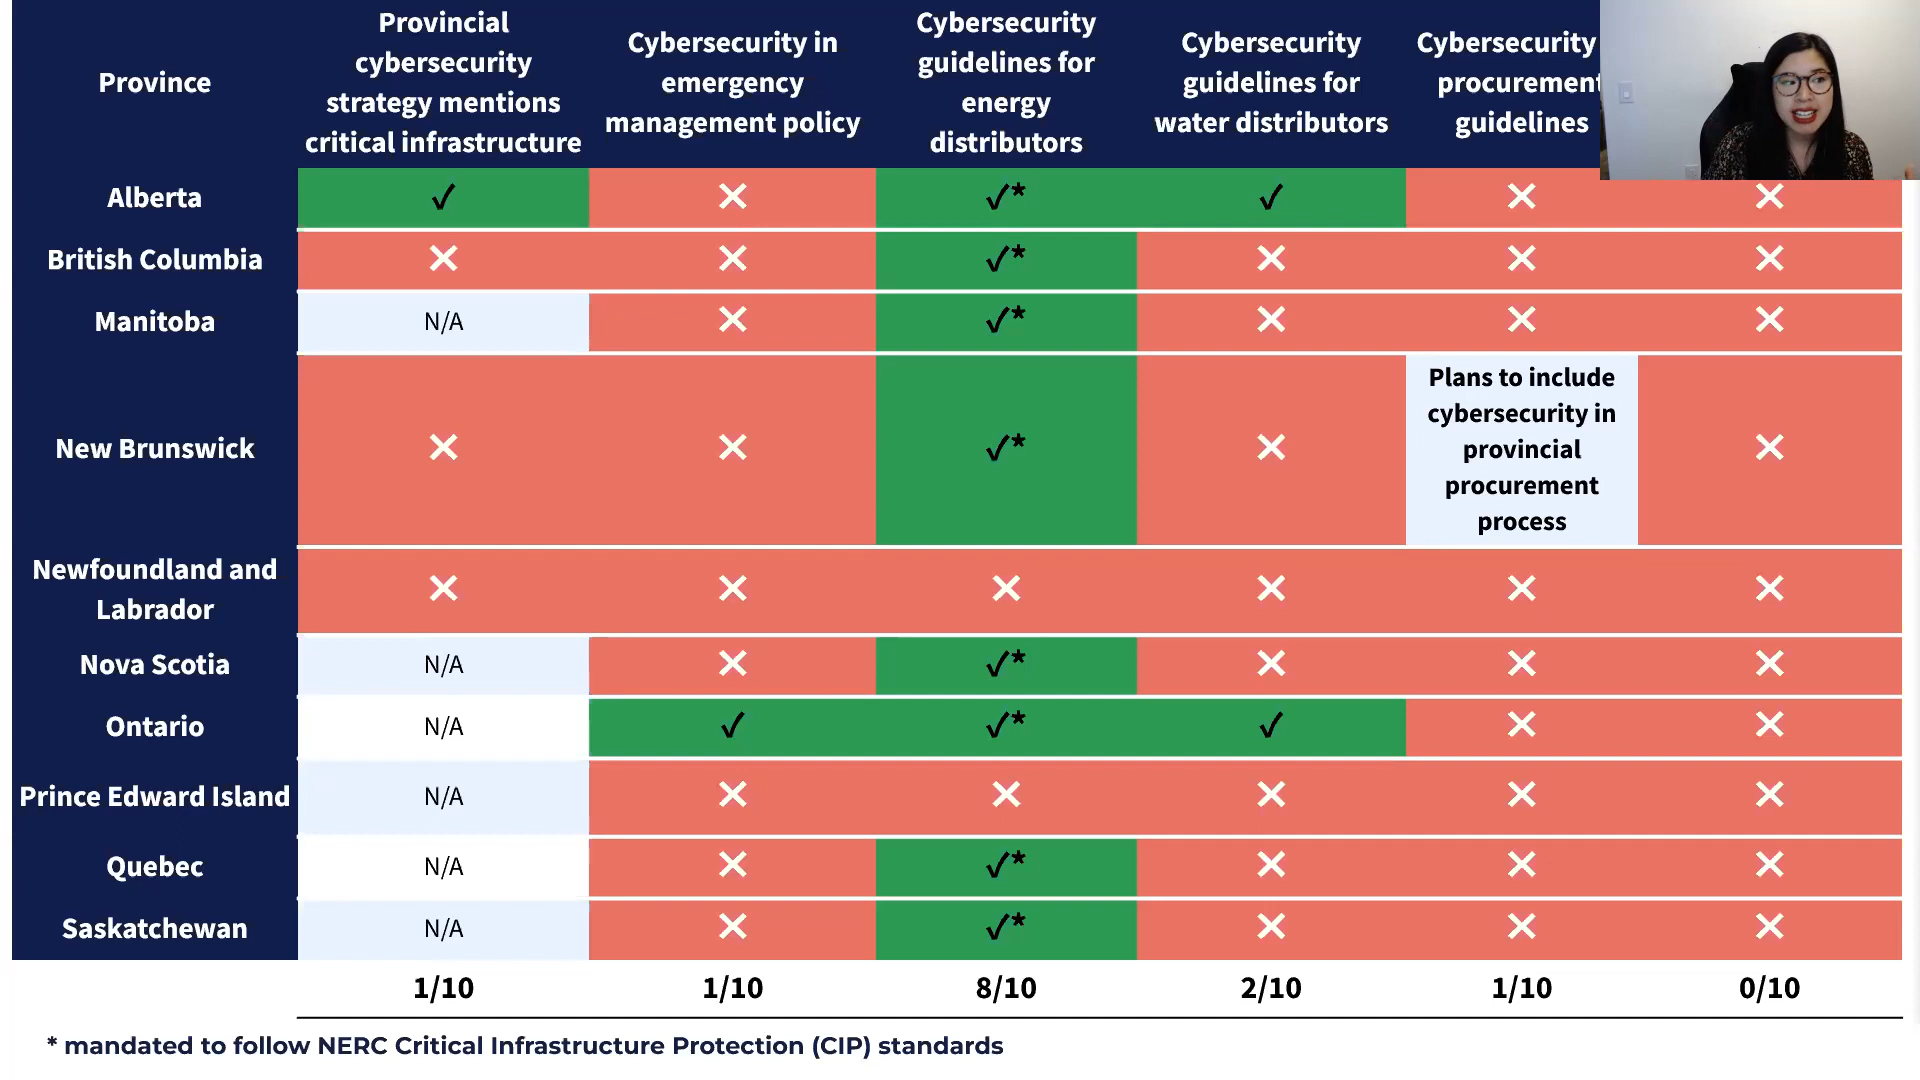 Province
Provincial
cybersecurity
strategy mentions
critical infrastructure
Cybersecurity in
emergency
management policy
Cybersecurity
guidelines for
energy
distributors
Cybersecurity
guidelines for
water distributors
Cybersecurity
procurement
guidelines
Alberta ✓ ✕ ✓* ✓ ✕ ✕
British Columbia ✕ ✕ ✓* ✕ ✕ ✕
Manitoba N/A ✕ ✓* ✕ ✕ ✕
New Brunswick ✕ ✕ ✓* ✕
Plans to include
cybersecurity in
provincial
procurement
process
✕
Newfoundland and
Labrador
✕ ✕ ✕ ✕ ✕ ✕
Nova Scotia N/A ✕ ✓* ✕ ✕ ✕
Ontario N/A ✓ ✓* ✓ ✕ ✕
Prince Edward Island N/A ✕ ✕ ✕ ✕ ✕
Quebec N/A ✕ ✓* ✕ ✕ ✕
Saskatchewan N/A ✕ ✓* ✕ ✕ ✕
1/10 1/10 8/10 2/10 1/10 0/10
* mandated to follow NERC Critical Infrastructure Protection (CIP) standards